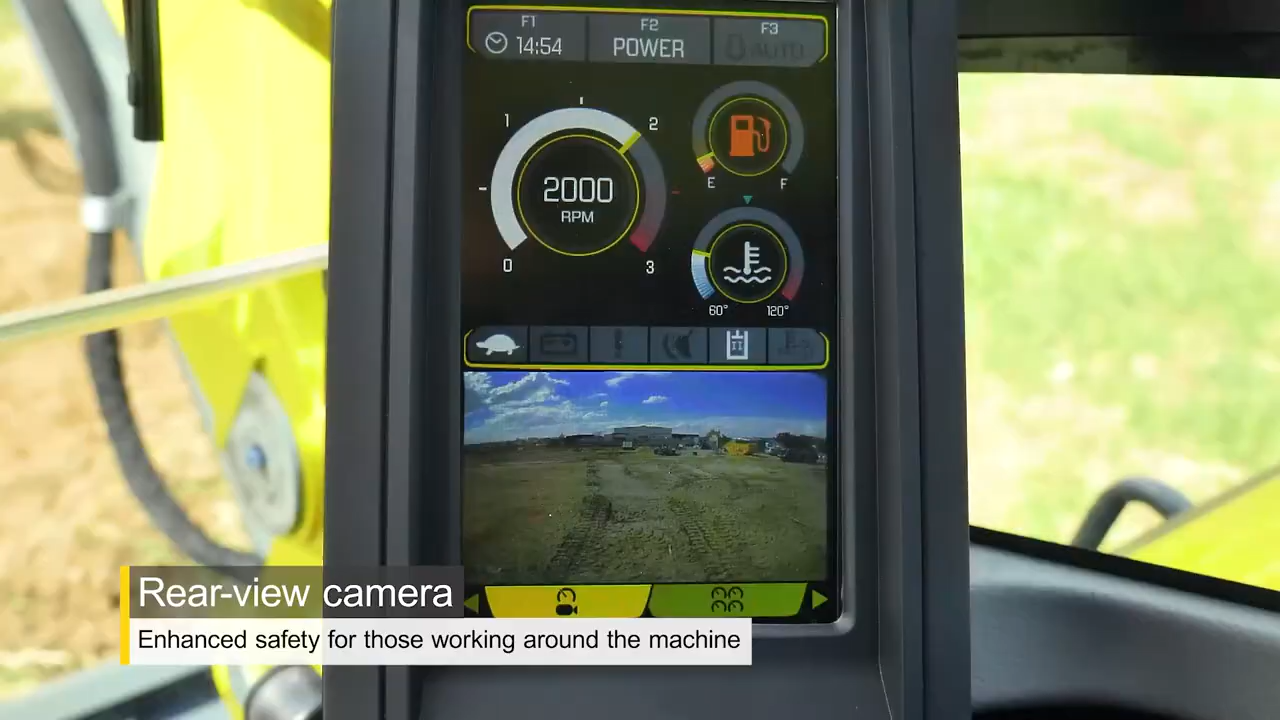 F1
14:54
F2
POWER
F3
AUTO
1
2
2000
RPM
0
3
E
F
60°
120°
Rear-view camera
Enhanced safety for those working around the machine